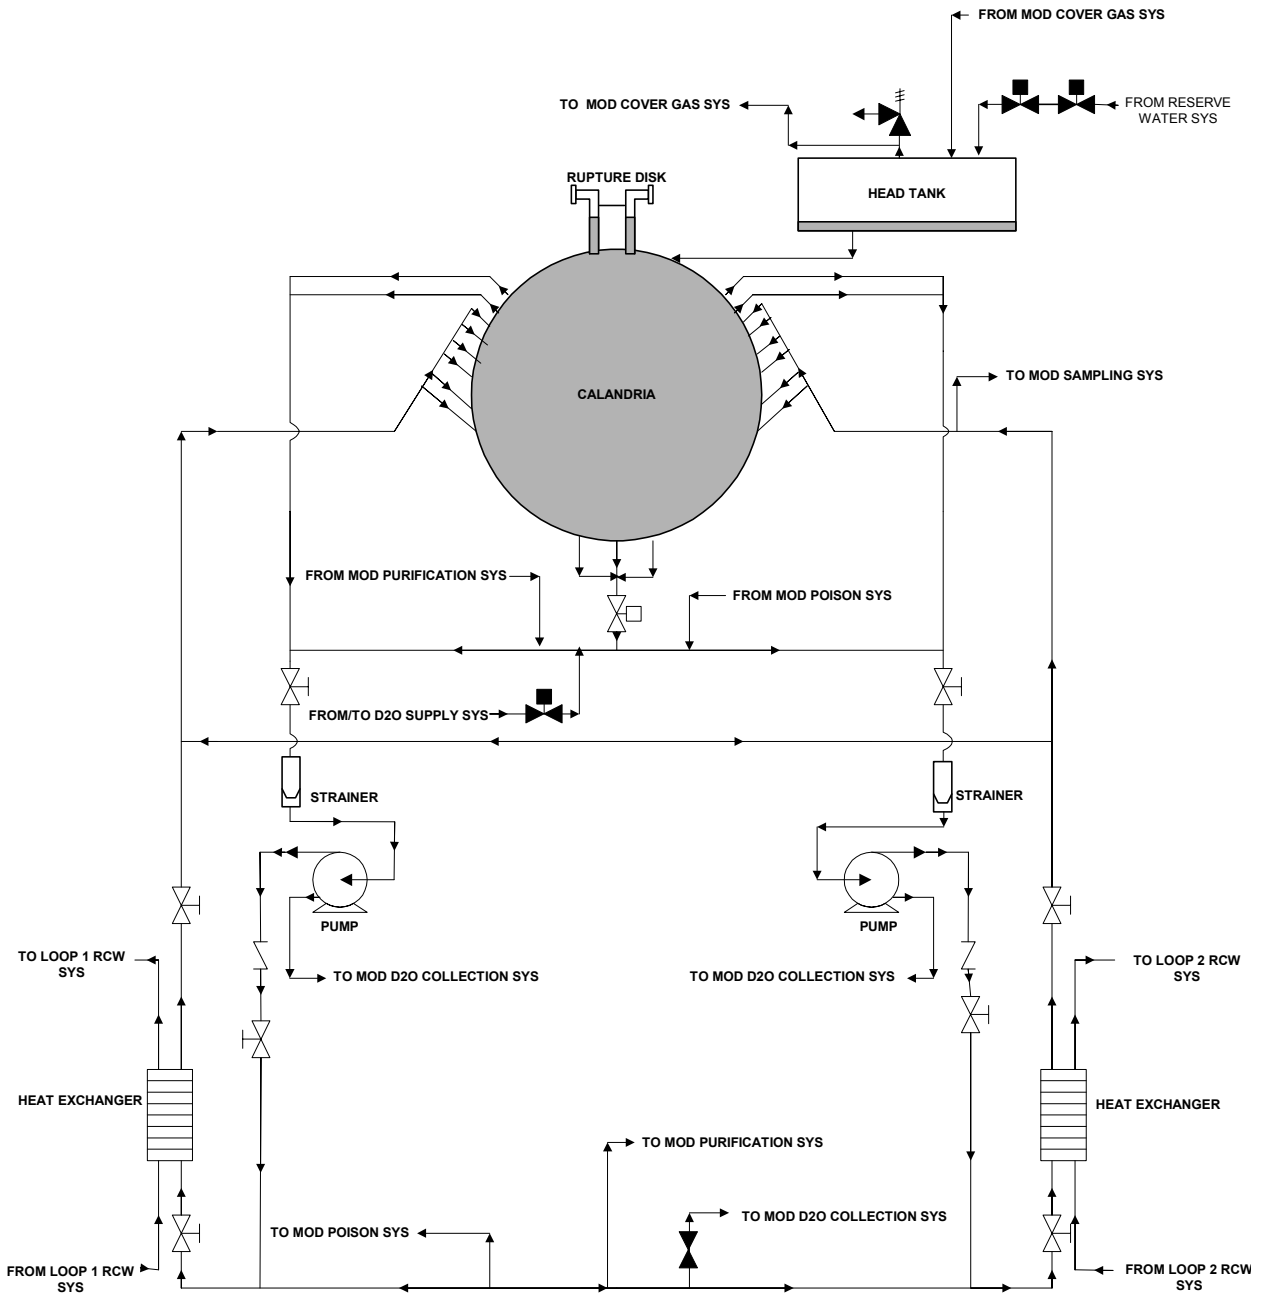 FROM MOD COVER GAS SYS
TO MOD COVER GAS SYS
FROM RESERVE
WATER SYS
RUPTURE DISK
HEAD TANK
CALANDRIA
TO MOD SAMPLING SYS
FROM MOD PURIFICATION SYS
FROM MOD POISON SYS
FROM/TO D2O SUPPLY SYS
STRAINER
STRAINER
PUMP
PUMP
TO LOOP 1 RCW
SYS
TO MOD D2O COLLECTION SYS
TO MOD D2O COLLECTION SYS
TO LOOP 2 RCW
SYS
HEAT EXCHANGER
HEAT EXCHANGER
TO MOD PURIFICATION SYS
TO MOD POISON SYS
TO MOD D2O COLLECTION SYS
FROM LOOP 1 RCW
SYS
FROM LOOP 2 RCW
SYS